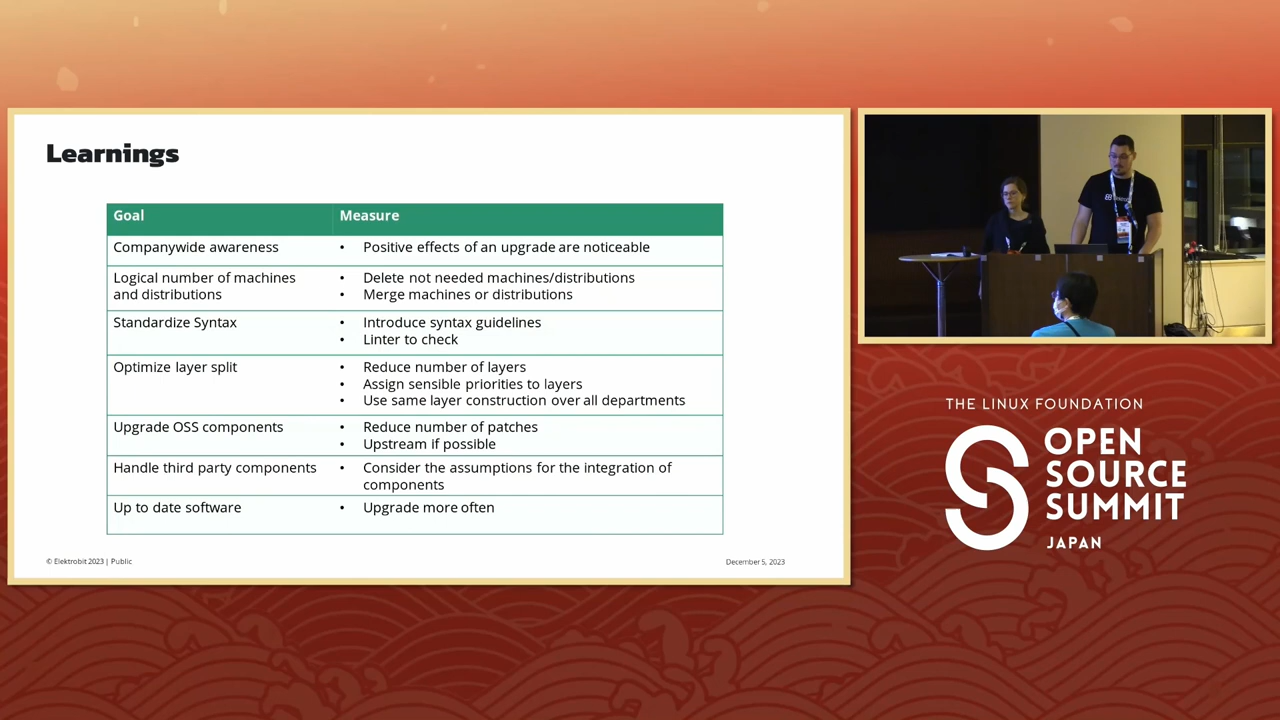 Learnings
Goal
Measure
Companywide awareness
• Positive effects of an upgrade are noticeable
Logical number of machines
and distributions
• Delete not needed machines/distributions
• Merge machines or distributions
Standardize Syntax
• Introduce syntax guidelines
• Linter to check
Optimize layer split
• Reduce number of layers
• Assign sensible priorities to layers
• Use same layer construction over all departments
Upgrade OSS components
• Reduce number of patches
• Upstream if possible
Handle third party components
• Consider the assumptions for the integration of
components
Up to date software
• Upgrade more often
© Elektrobit 2023 | Public
December 5, 2023
THE LINUX FOUNDATION
OPEN
SOURCE
SUMMIT
JAPAN